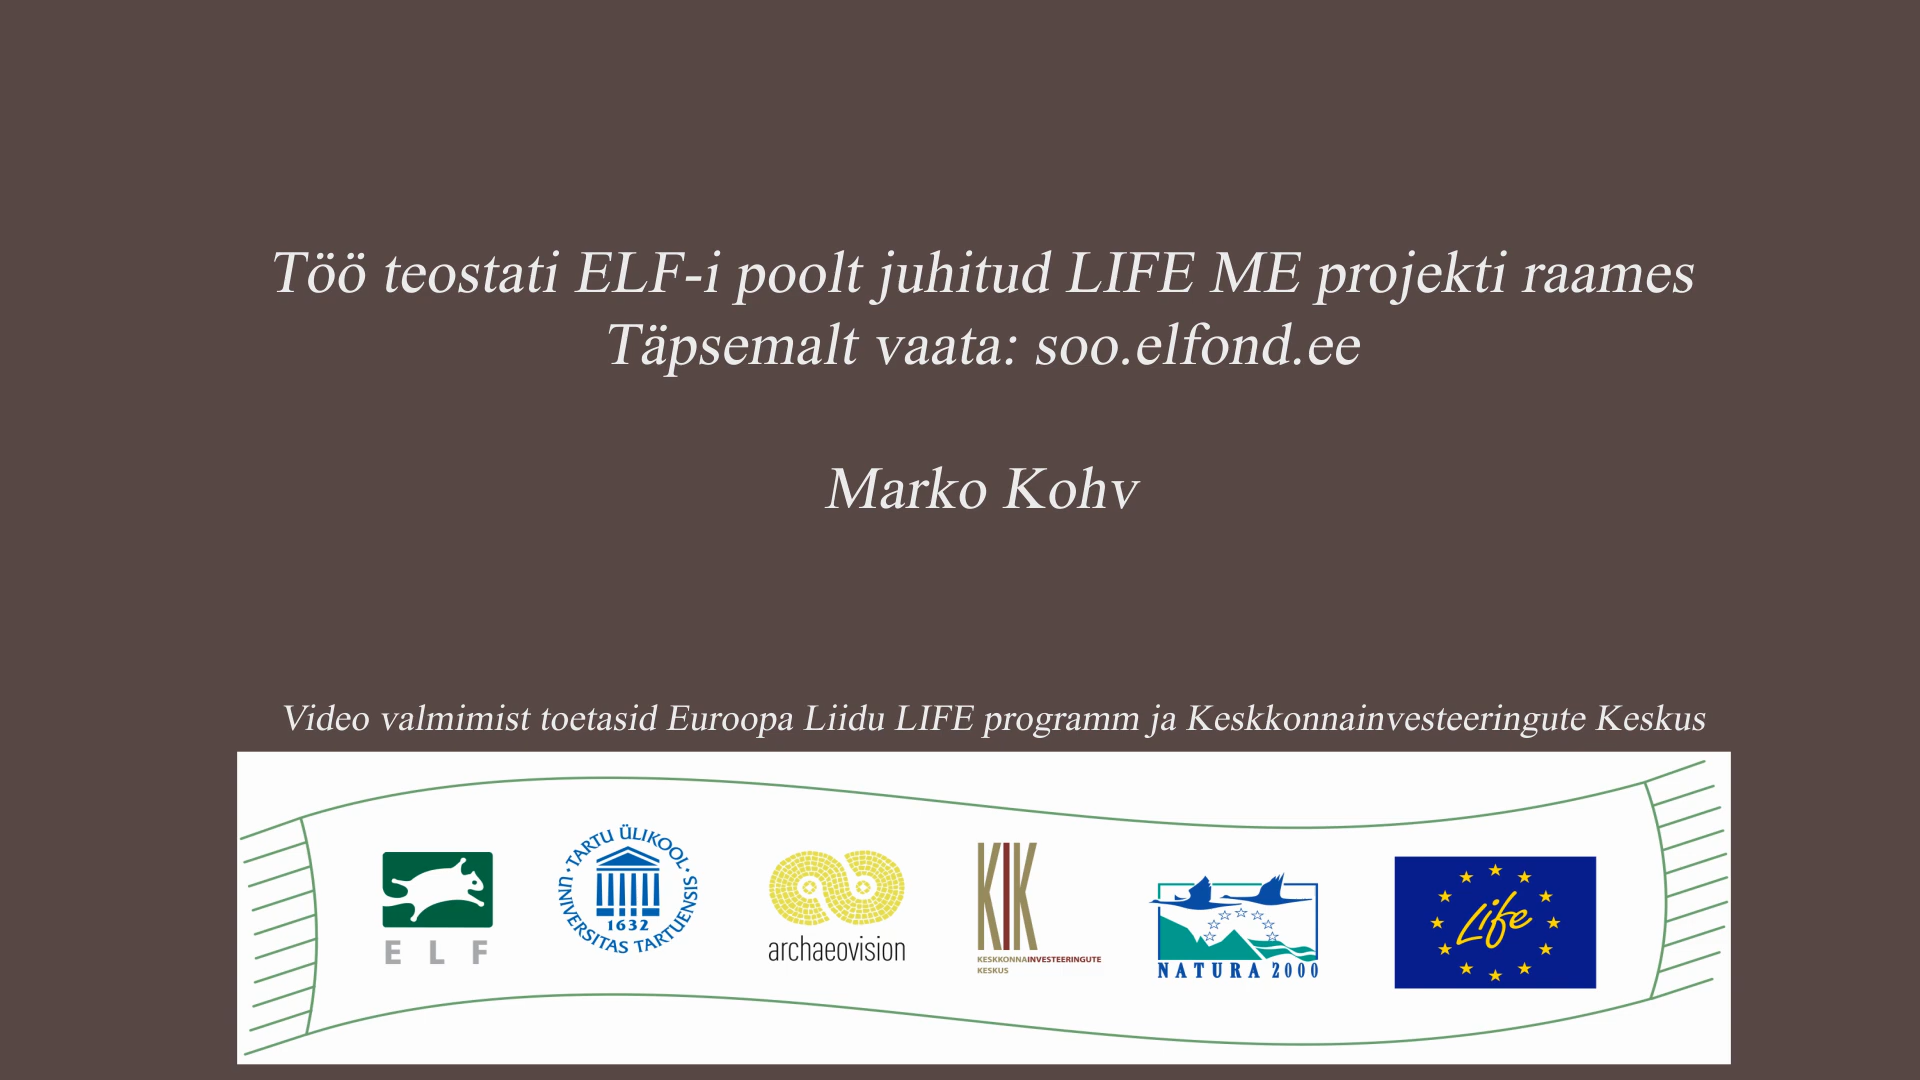 Töö teostati ELF-i poolt juhitud LIFE ME projekti raames
Täpsemalt vaata: soo.elfond.ee
Marko Kohv
Video valmimist toetasid Euroopa Liidu LIFE programm ja Keskkonnainvesteeringute Keskus
ELF
TARTU ÜLIKOOL
UNIVERSITAS TARTUENSIS
1632
archaeovision
KIK
KESKKONNAINVESTEERINGUTE
KESKUS
NATURA 2000
Life